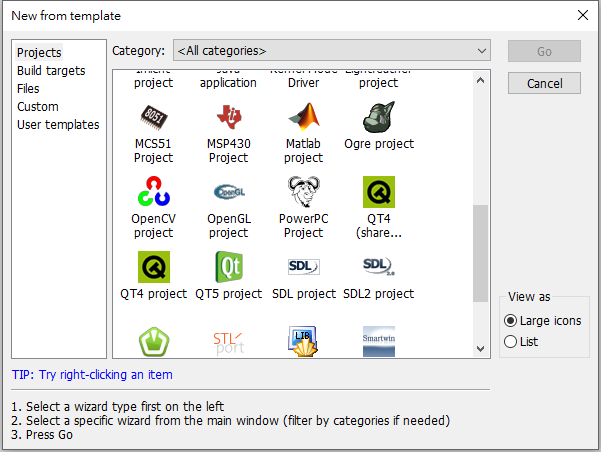 New from template
Projects
Build targets
Files
Custom
User templates
Category:
<All categories>
Go
Cancel
project
application
Driver
project
8051
MCS51
Project
MSP430
Project
Matlab
project
Ogre project
OpenCV
project
OpenGL
OpenGL
project
PowerPC
Project
QT4
(share...
QT4 project
Qt
QT5 project
SDL
SDL project
SDL
2.0
SDL2 project
STL
port
LIB
Smartwin
View as
Large icons
List
TIP: Try right-clicking an item
1. Select a wizard type first on the left
2. Select a specific wizard from the main window (filter by categories if needed)
3. Press Go